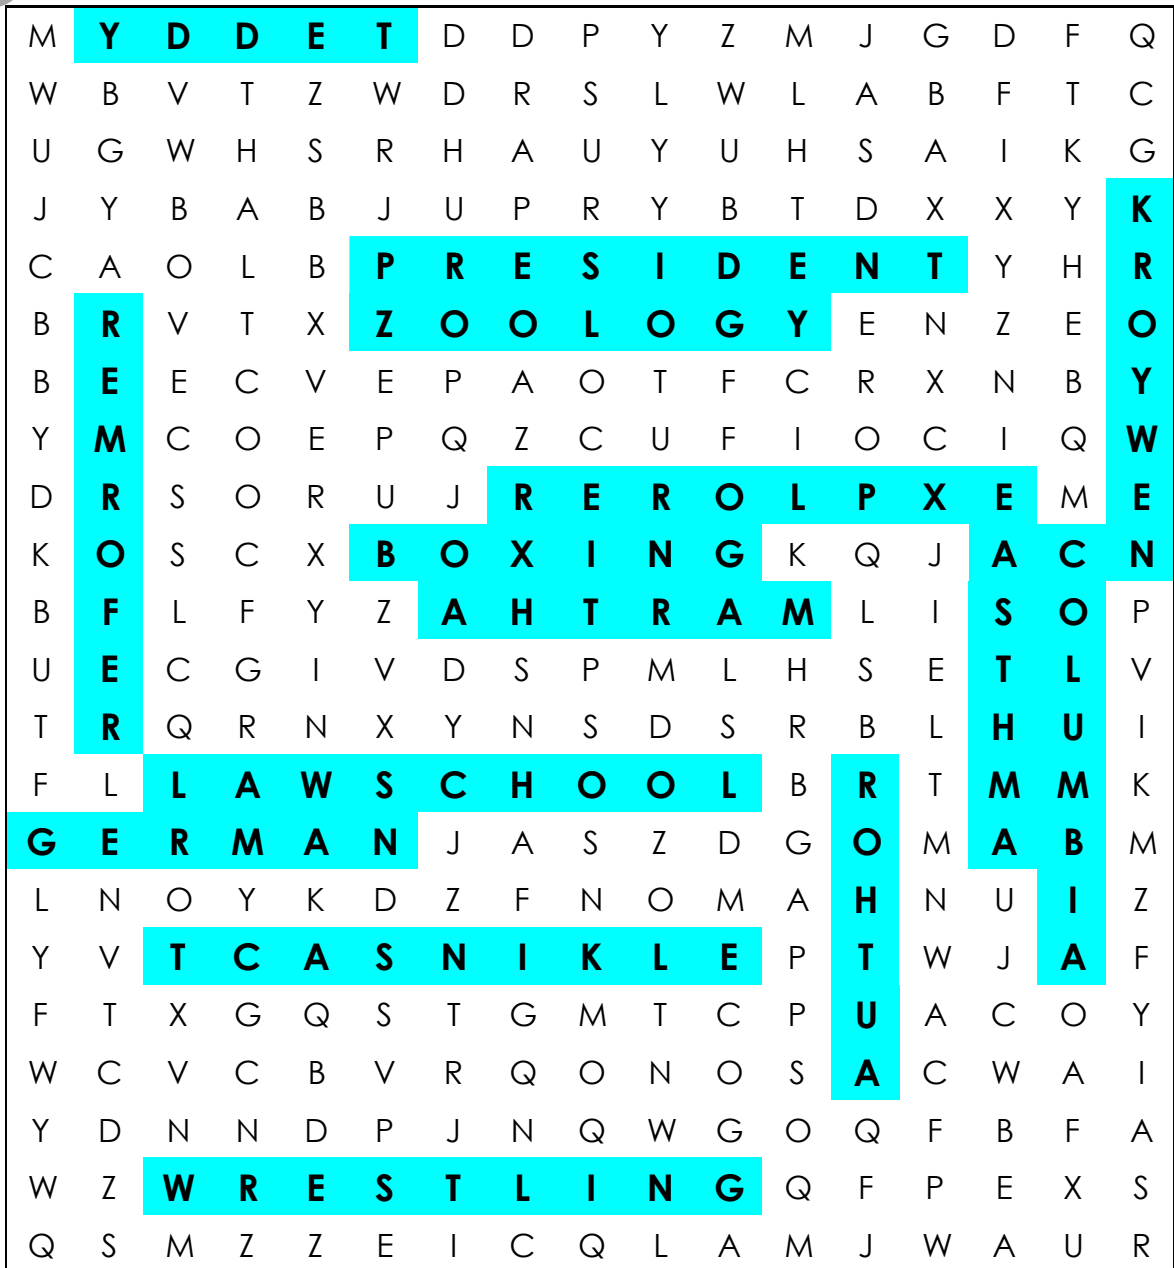 M Y D D E T D D P Y Z M J G D F Q
W B V T Z W D R S L W L A B F T C
U G W H S R H A U Y U H S A I K G
J Y B A B J U P R Y B T D X X Y K
C A O L B P R E S I D E N T Y H R
B R V T X Z O O L O G Y E N Z E O
B E E C V E P A O T F C R X N B Y
Y M C O E P Q Z C U F I O C I Q W
D R S O R U J R E R O L P X E M E
K O S C X B O X I N G K Q J A C N
B F L F Y Z A H T R A M L I S O P
U E C G I V D S P M L H S E T L V
T R Q R N X Y N S D S R B L H U I
F L L A W S C H O O L B R T M M K
G E R M A N J A S Z D G O M A B M
L N O Y K D Z F N O M A H N U I Z
Y V T C A S N I K L E P T W J A F
F T X G Q S T G M T C P U A C O Y
W C V C B V R Q O N O S A C W A I
Y D N N D P J N Q W G O Q F B F A
W Z W R E S T L I N G Q F P E X S
Q S M Z Z E I C Q L A M J W A U R